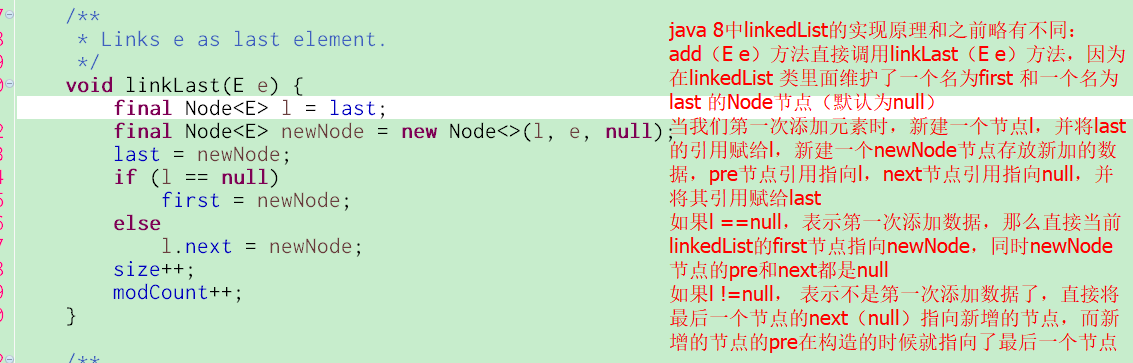 /**
* Links e as last element.
*/
void linkLast(E e) {
final Node<E> l = last;
final Node<E> newNode = new Node<>(l, e, null);
last = newNode;
if (l == null)
first = newNode;
else
l.next = newNode;
size++;
modCount++;
}
/**
java 8中linkedList的实现原理和之前略有不同：
add（E e）方法直接调用linkLast（E e）方法，因为
在linkedList 类里面维护了一个名为first 和一个名为
last 的Node节点（默认为null）
当我们第一次添加元素时，新建一个节点l，并将last
的引用赋给l，新建一个newNode节点存放新加的数
据，pre节点引用指向l，next节点引用指向null，并
将其引用赋给last
如果l ==null，表示第一次添加数据，那么直接当前
linkedList的first节点指向newNode，同时newNode
节点的pre和next都是null
如果l !=null， 表示不是第一次添加数据了，直接将
最后一个节点的next（null）指向新增的节点，而新
增的节点的pre在构造的时候就指向了最后一个节点